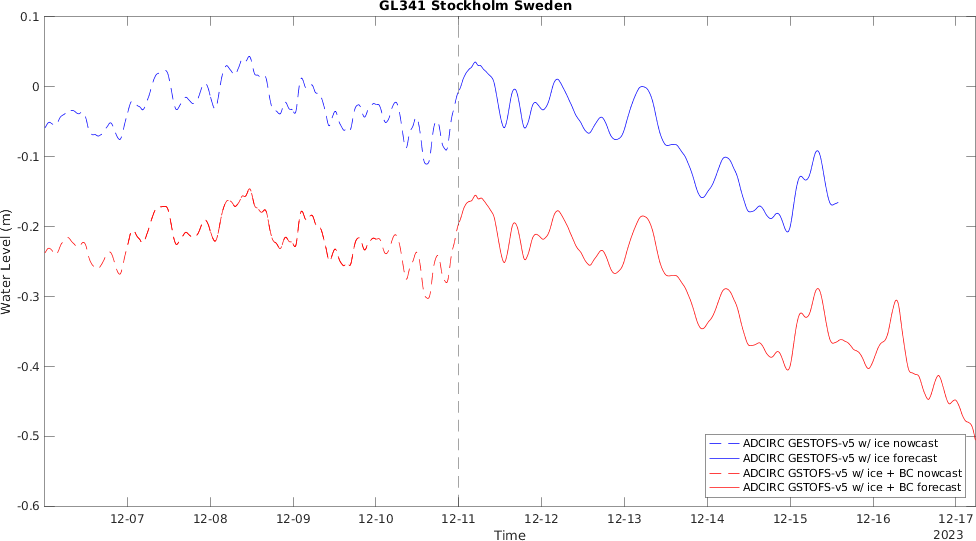 GL341 Stockholm Sweden
0.1
0
-0.1
-0.2
-0.3
-0.4
-0.5
-0.6
Water Level (m)
ADCIRC GESTOFS-v5 w/ ice nowcast
ADCIRC GESTOFS-v5 w/ ice forecast
ADCIRC GSTOFS-v5 w/ ice + BC nowcast
ADCIRC GSTOFS-v5 w/ ice + BC forecast
12-07 12-08 12-09 12-10 12-11 12-12 12-13 12-14 12-15 12-16 12-17
Time
2023